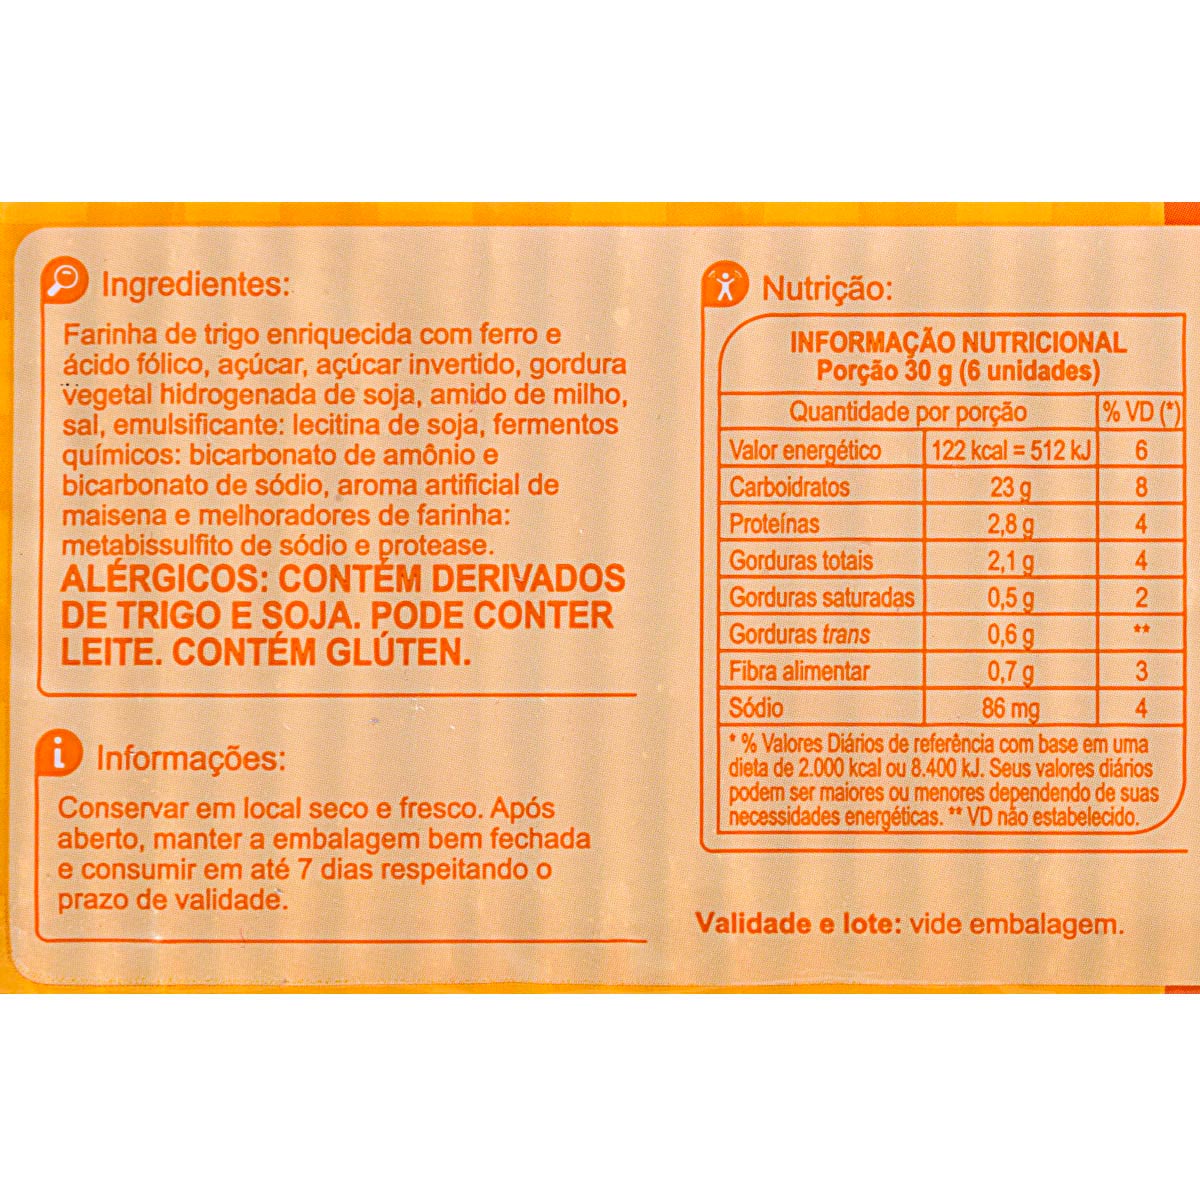 Ingredientes:
Farinha de trigo enriquecida com ferro e
ácido fólico, açúcar, açúcar invertido, gordura
vegetal hidrogenada de soja, amido de milho,
sal, emulsificante: lecitina de soja, fermentos
químicos: bicarbonato de amônio e
bicarbonato de sódio, aroma artificial de
maisena e melhoradores de farinha:
metabissulfito de sódio e protease.
ALÉRGICOS: CONTÉM DERIVADOS
DE TRIGO E SOJA. PODE CONTER
LEITE. CONTÉM GLÚTEN.
Informações:
Conservar em local seco e fresco. Após
aberto, manter a embalagem bem fechada
e consumir em até 7 dias respeitando o
prazo de validade.
Nutrição:
INFORMAÇÃO NUTRICIONAL
Porção 30 g (6 unidades)
Quantidade por porção % VD (*)
Valor energético 122 kcal = 512 kJ 6
Carboidratos 23 g 8
Proteínas 2,8 g 4
Gorduras totais 2,1 g 4
Gorduras saturadas 0,5 g 2
Gorduras trans 0,6 g **
Fibra alimentar 0,7 g 3
Sódio 86 mg 4
* % Valores Diários de referência com base em uma
dieta de 2.000 kcal ou 8.400 kJ. Seus valores diários
podem ser maiores ou menores dependendo de suas
necessidades energéticas. ** VD não estabelecido.
Validade e lote: vide embalagem.